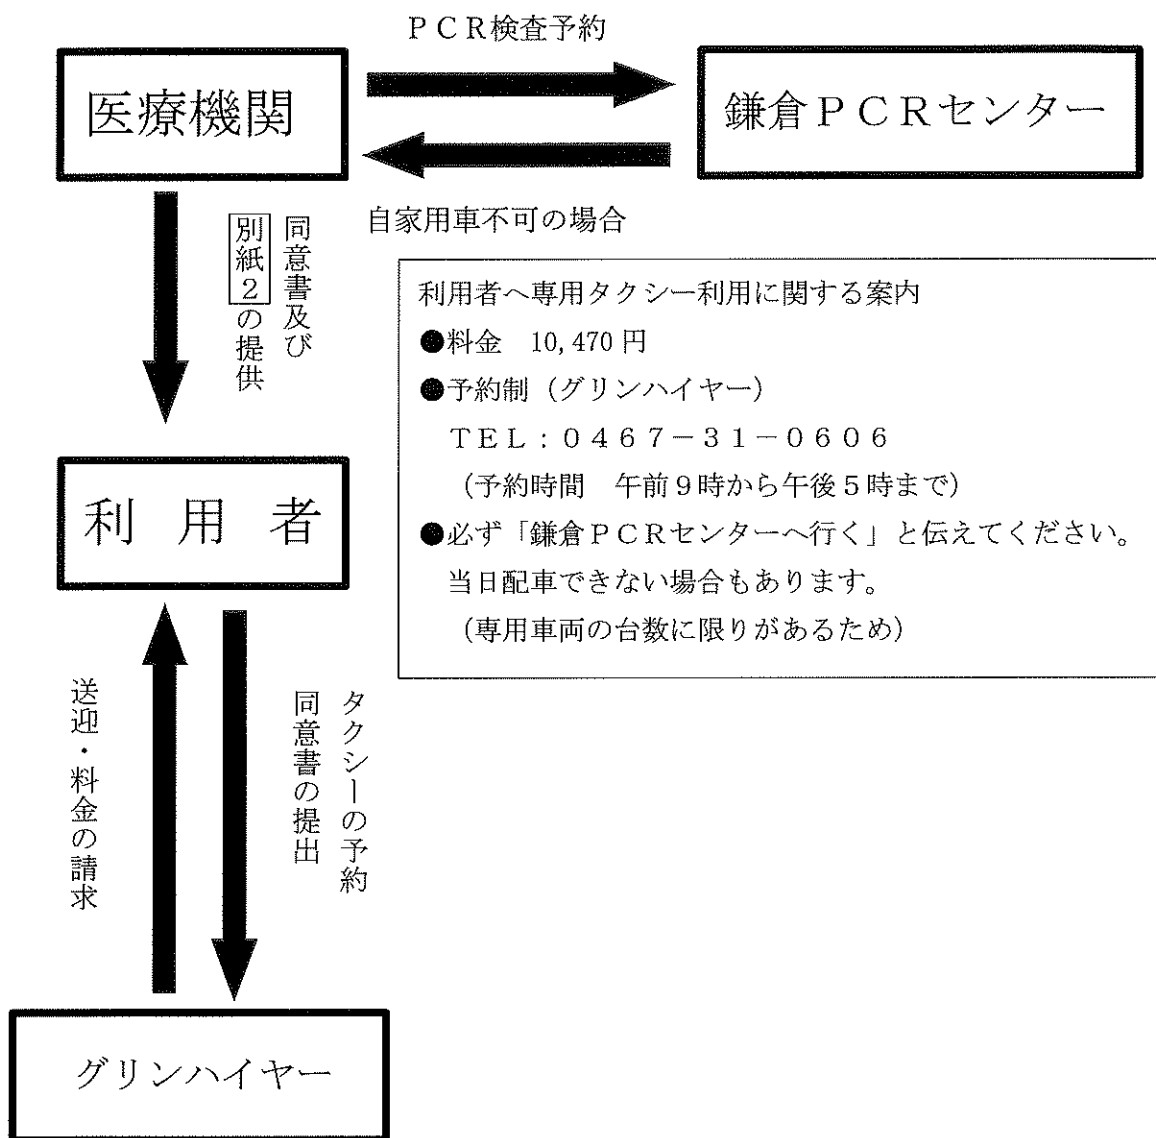 ＰＣＲ検査予約
医療機関
鎌倉ＰＣＲセンター
自家用車不可の場合
同意書及び
別紙２の提供
利用者へ専用タクシー利用に関する案内
●料金　10,470 円
●予約制（グリンハイヤー）
ＴＥＬ：０４６７－３１－０６０６
（予約時間　午前９時から午後５時まで）
●必ず「鎌倉ＰＣＲセンターへ行く」と伝えてください。
当日配車できない場合もあります。
（専用車両の台数に限りがあるため）
利　用　者
タクシーの予約
同意書の提出
送迎・料金の請求
グリンハイヤー